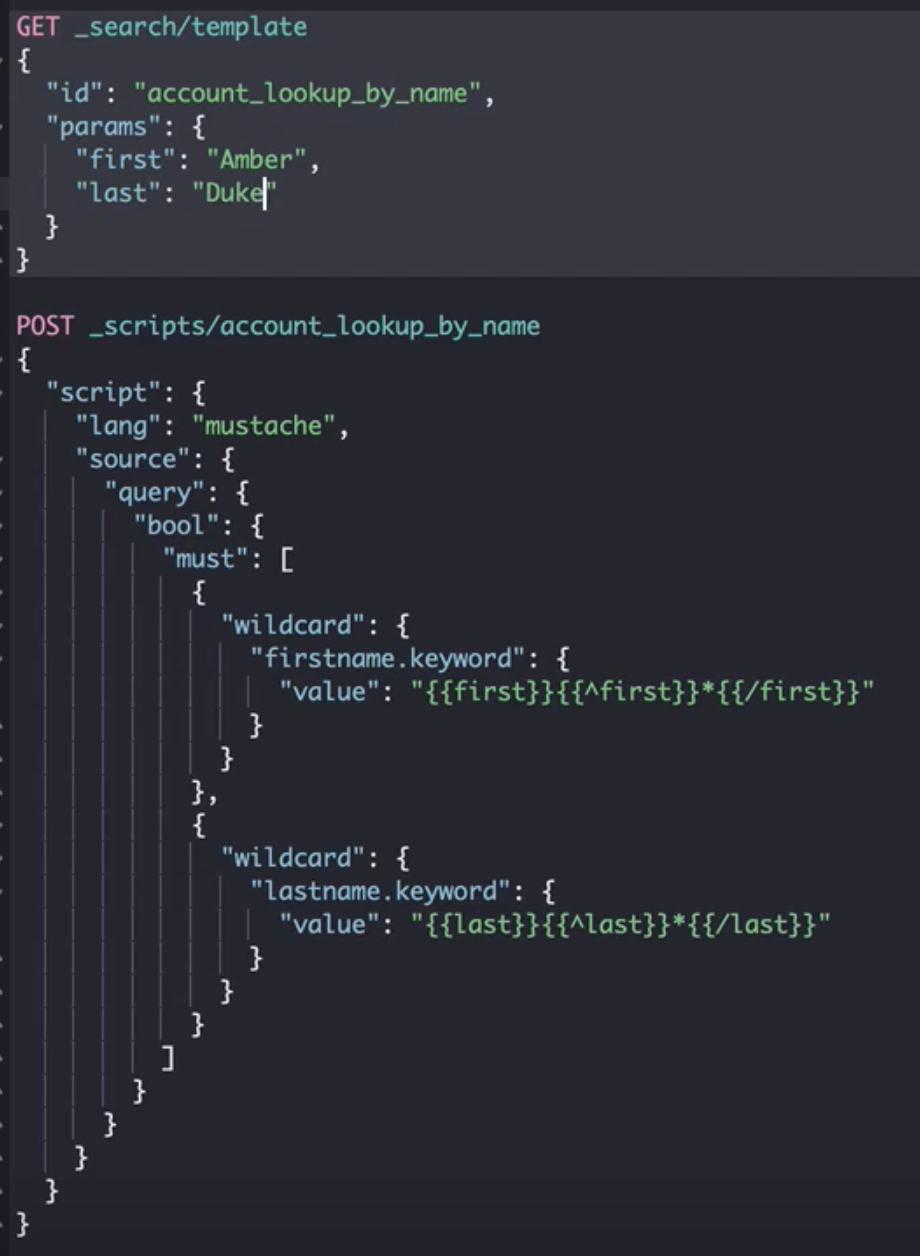 GET _search/template
{
  "id": "account_lookup_by_name",
  "params": {
    "first": "Amber",
    "last": "Duke"
  }
}
POST _scripts/account_lookup_by_name
{
  "script": {
    "lang": "mustache",
    "source": {
      "query": {
        "bool": {
          "must": [
            {
              "wildcard": {
                "firstname.keyword": {
                  "value": "{{first}}{{^first}}*{{/first}}"
                }
              }
            },
            {
              "wildcard": {
                "lastname.keyword": {
                  "value": "{{last}}{{^last}}*{{/last}}"
                }
              }
            }
          ]
        }
      }
    }
  }
}